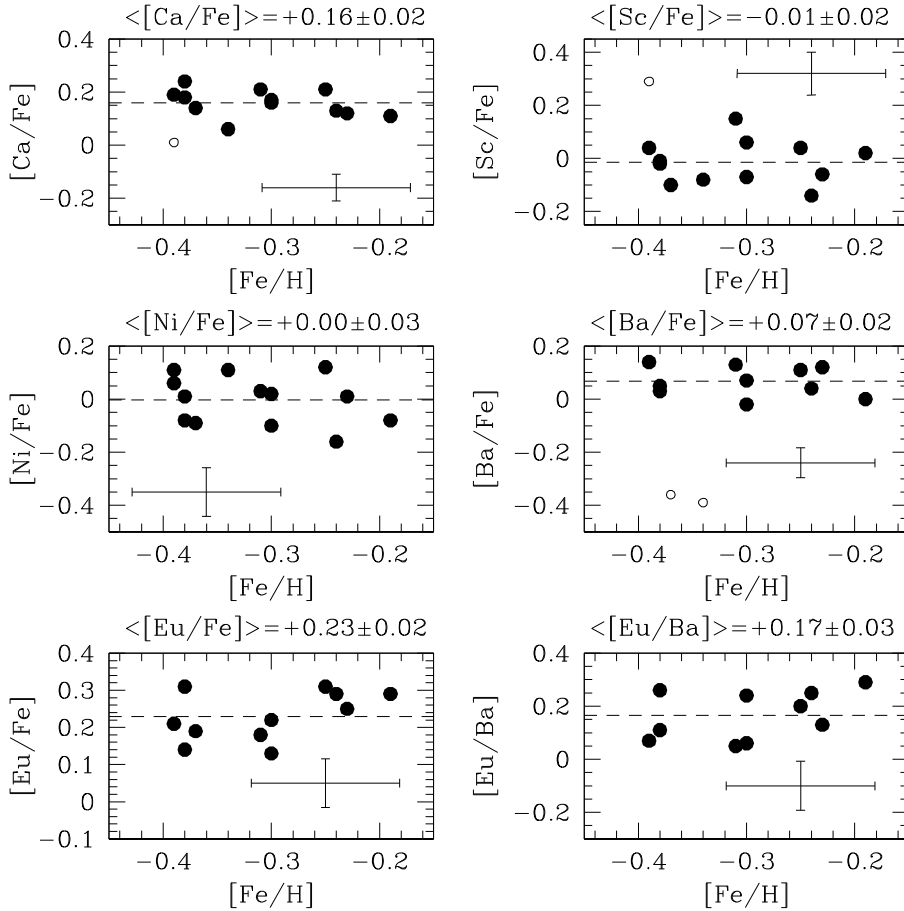 <[Ca/Fe]>=+0.16±0.02
<[Sc/Fe]>=−0.01±0.02
[Ca/Fe]
0.4
0.2
0
−0.2
−0.4
−0.3
−0.2
[Fe/H]
[Sc/Fe]
0.4
0.2
0
−0.2
−0.4
−0.3
−0.2
[Fe/H]
<[Ni/Fe]>=+0.00±0.03
<[Ba/Fe]>=+0.07±0.02
[Ni/Fe]
0.2
0
−0.2
−0.4
−0.4
−0.3
−0.2
[Fe/H]
[Ba/Fe]
0.2
0
−0.2
−0.4
−0.4
−0.3
−0.2
[Fe/H]
<[Eu/Fe]>=+0.23±0.02
<[Eu/Ba]>=+0.17±0.03
[Eu/Fe]
0.4
0.3
0.2
0.1
0
−0.1
−0.4
−0.3
−0.2
[Fe/H]
[Eu/Ba]
0.4
0.2
0
−0.2
−0.4
−0.3
−0.2
[Fe/H]